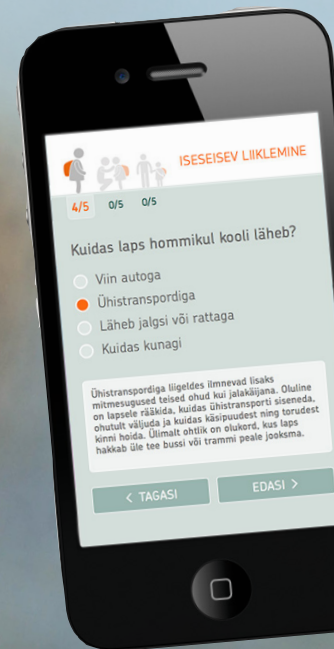 ISESEISEV LIIKLEMINE
4/5 0/5 0/5
Kuidas laps hommikul kooli läheb?
Viin autoga
Ühistranspordiga
Läheb jalgsi või rattaga
Kuidas kunagi
Ühistranspordiga liigeldes ilmnevad lisaks
mitmesugused teised ohud kui jalakäijana. Oluline
on lapsele rääkida, kuidas ühistransporti siseneda,
ohutult väljuda ja kuidas käsipuudest ning torudest
kinni hoida. Ülimalt ohtlik on olukord, kus laps
hakkab üle tee bussi või trammi peale jooksma.
< TAGASI
EDASI >